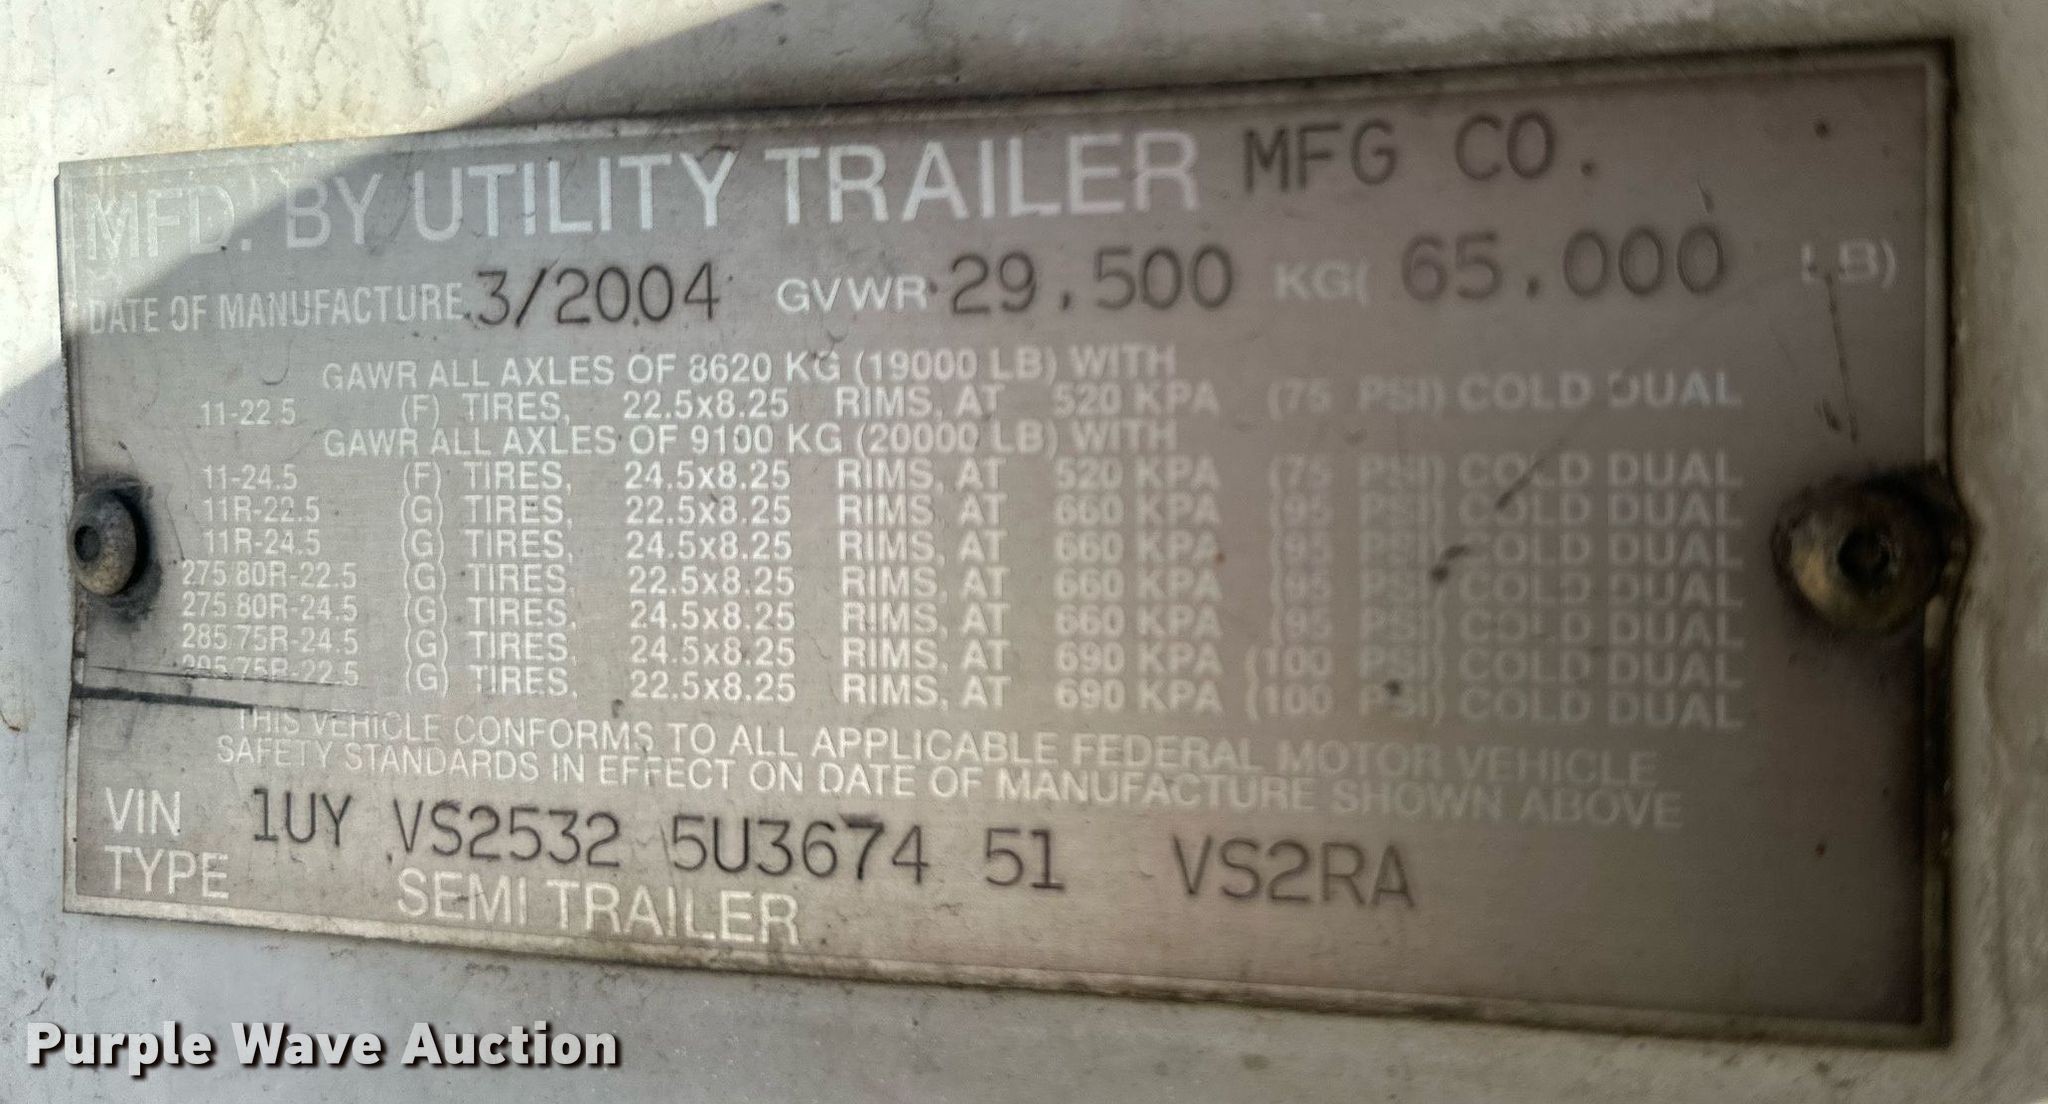 MFD. BY UTILITY TRAILER MFG CO.
DATE OF MANUFACTURE 3/2004 GVWR 29,500 KG( 65,000 LB)
GAWR ALL AXLES OF 8620 KG (19000 LB) WITH
11-22.5 (F) TIRES, 22.5x8.25 RIMS, AT 520 KPA (75 PSI) COLD DUAL
GAWR ALL AXLES OF 9100 KG (20000 LB) WITH
11-24.5 (F) TIRES, 24.5x8.25 RIMS, AT 520 KPA (75 PSI) COLD DUAL
11R-22.5 (G) TIRES, 22.5x8.25 RIMS, AT 660 KPA (95 PSI) COLD DUAL
11R-24.5 (G) TIRES, 24.5x8.25 RIMS, AT 660 KPA (95 PSI) COLD DUAL
275 80R-22.5 (G) TIRES, 22.5x8.25 RIMS, AT 660 KPA (95 PSI) COLD DUAL
275 80R-24.5 (G) TIRES, 24.5x8.25 RIMS, AT 660 KPA (95 PSI) COLD DUAL
285 75R-24.5 (G) TIRES, 24.5x8.25 RIMS, AT 690 KPA (100 PSI) COLD DUAL
295 75R-22.5 (G) TIRES, 22.5x8.25 RIMS, AT 690 KPA (100 PSI) COLD DUAL
THIS VEHICLE CONFORMS TO ALL APPLICABLE FEDERAL MOTOR VEHICLE
SAFETY STANDARDS IN EFFECT ON DATE OF MANUFACTURE SHOWN ABOVE
VIN 1UY VS2532 5U3674 51 VS2RA
TYPE SEMI TRAILER
Purple Wave Auction